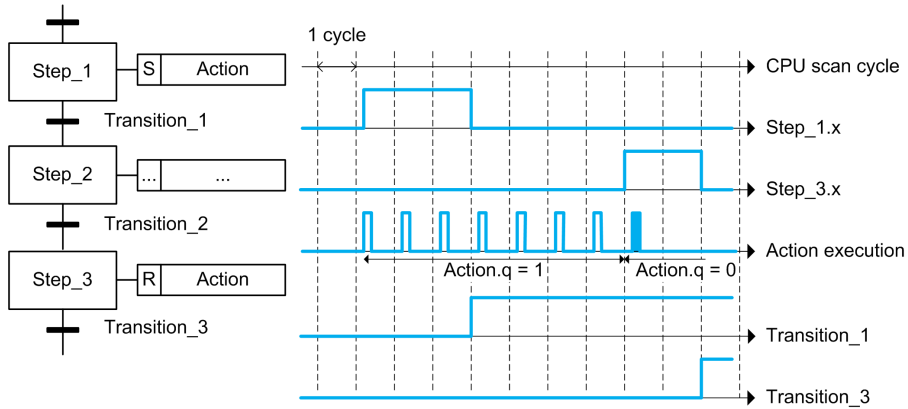 1 cycle
Step_1
S
Action
CPU scan cycle
Transition_1
Step_1.x
Step_2
...
...
Step_3.x
Transition_2
Action execution
Step_3
R
Action
Action.q = 1
Action.q = 0
Transition_3
Transition_1
Transition_3